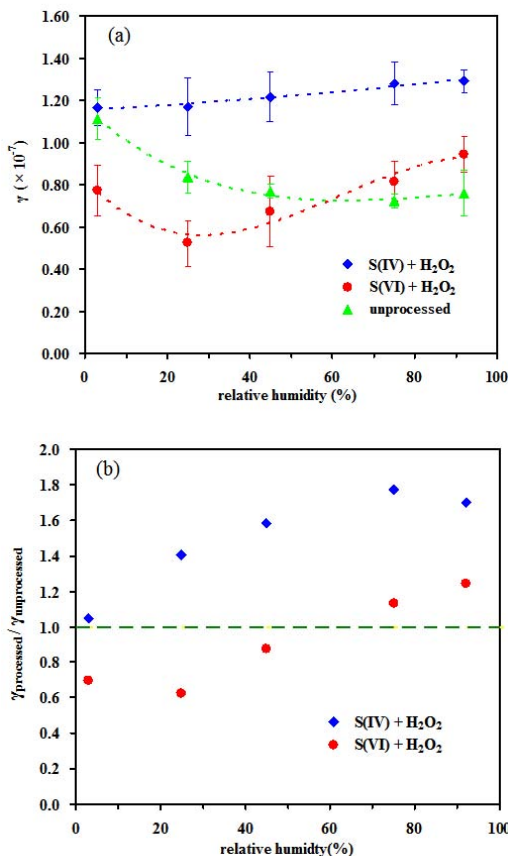 (a)
1.60
1.40
1.20
1.00
0.80
0.60
0.40
0.20
0.00
γ (× 10⁻⁷)
S(IV) + H₂O₂
S(VI) + H₂O₂
unprocessed
0 20 40 60 80 100
relative humidity (%)
(b)
2.0
1.8
1.6
1.4
1.2
1.0
0.8
0.6
0.4
0.2
0.0
γprocessed / γunprocessed
S(IV) + H₂O₂
S(VI) + H₂O₂
0 20 40 60 80 100
relative humidity(%)